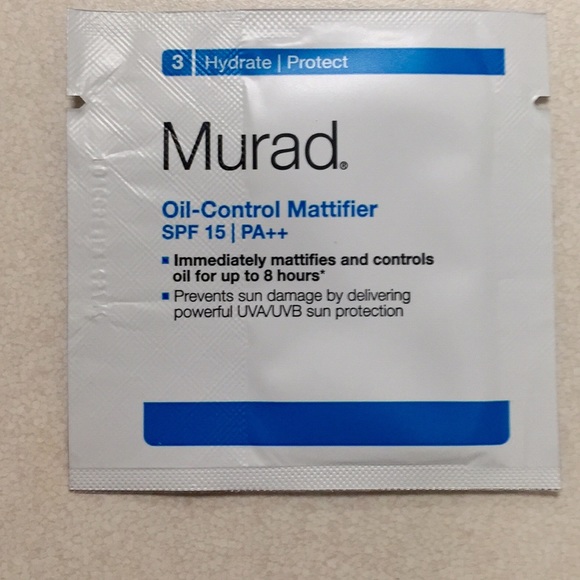 3 Hydrate | Protect
Murad®
Oil-Control Mattifier
SPF 15 | PA++
▪ Immediately mattifies and controls
oil for up to 8 hours*
▪ Prevents sun damage by delivering
powerful UVA/UVB sun protection